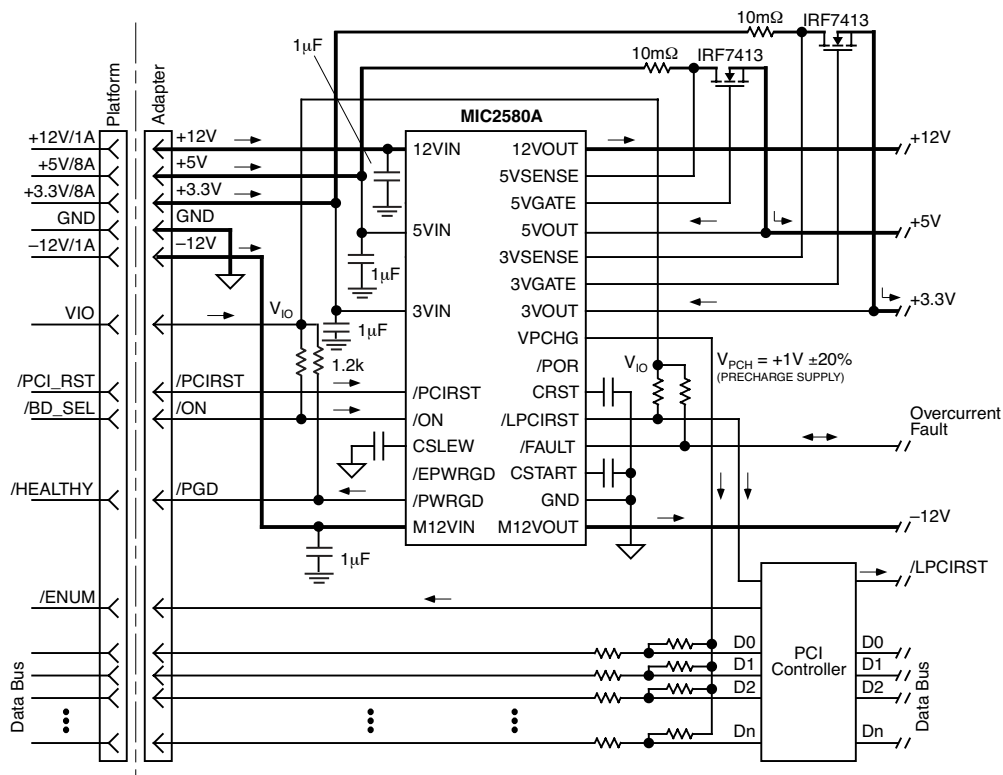 10mΩ
IRF7413
1μF
10mΩ
IRF7413
Platform
Adapter
MIC2580A
+12V/1A
+12V
12VIN
12VOUT
+12V
+5V/8A
+5V
5VSENSE
+3.3V/8A
+3.3V
5VGATE
GND
GND
5VIN
5VOUT
+5V
–12V/1A
–12V
3VSENSE
1μF
3VGATE
VIO
VIO
3VIN
3VOUT
+3.3V
1μF
VPCHG
1.2k
/POR
VIO
VPCH = +1V ±20%
(PRECHARGE SUPPLY)
/PCI_RST
/PCIRST
/PCIRST
CRST
/BD_SEL
/ON
/ON
/LPCIRST
Overcurrent
Fault
CSLEW
/FAULT
/EPWRGD
CSTART
/HEALTHY
/PGD
/PWRGD
GND
M12VIN
M12VOUT
–12V
1μF
/LPCIRST
/ENUM
PCI
Controller
Data Bus
D0
D0
D1
D1
D2
D2
Dn
Dn
Data Bus